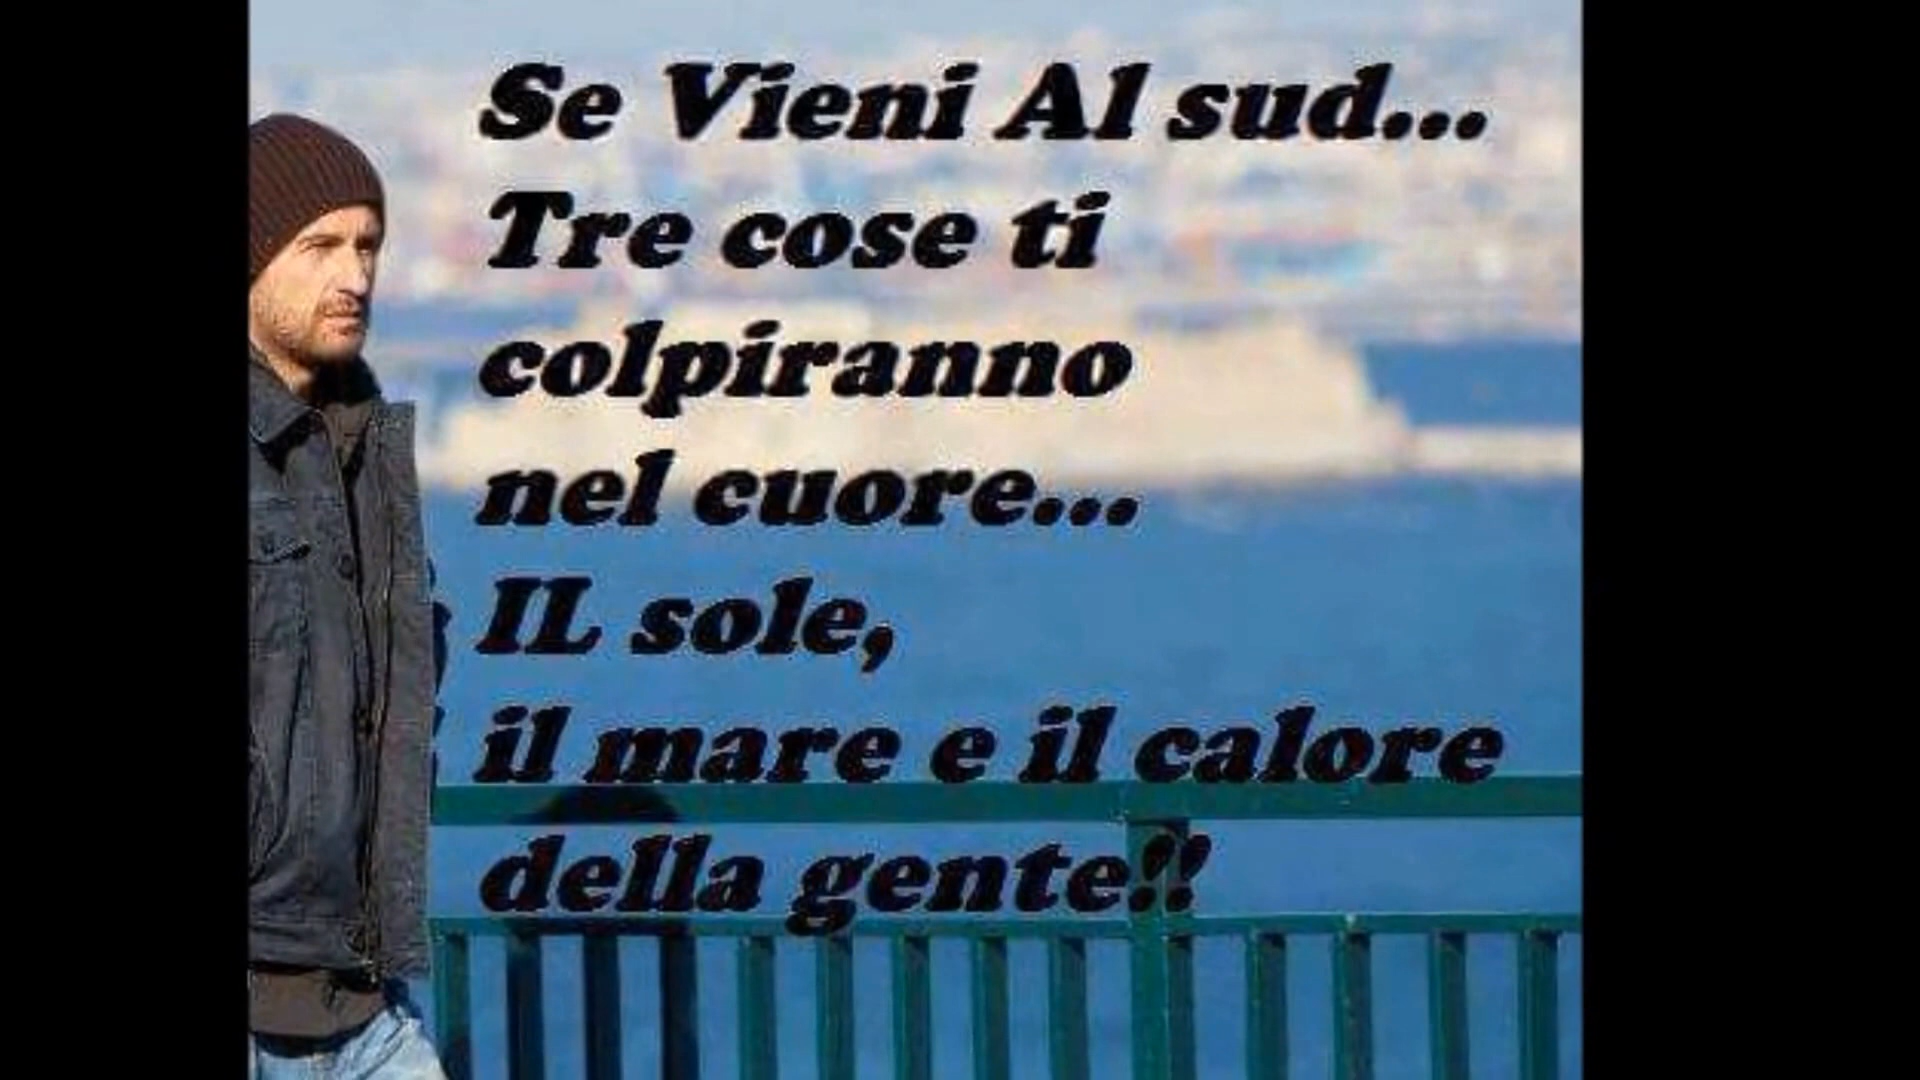 Se Vieni Al sud...
Tre cose ti
colpiranno
nel cuore...
IL sole,
il mare e il calore
della gente!!